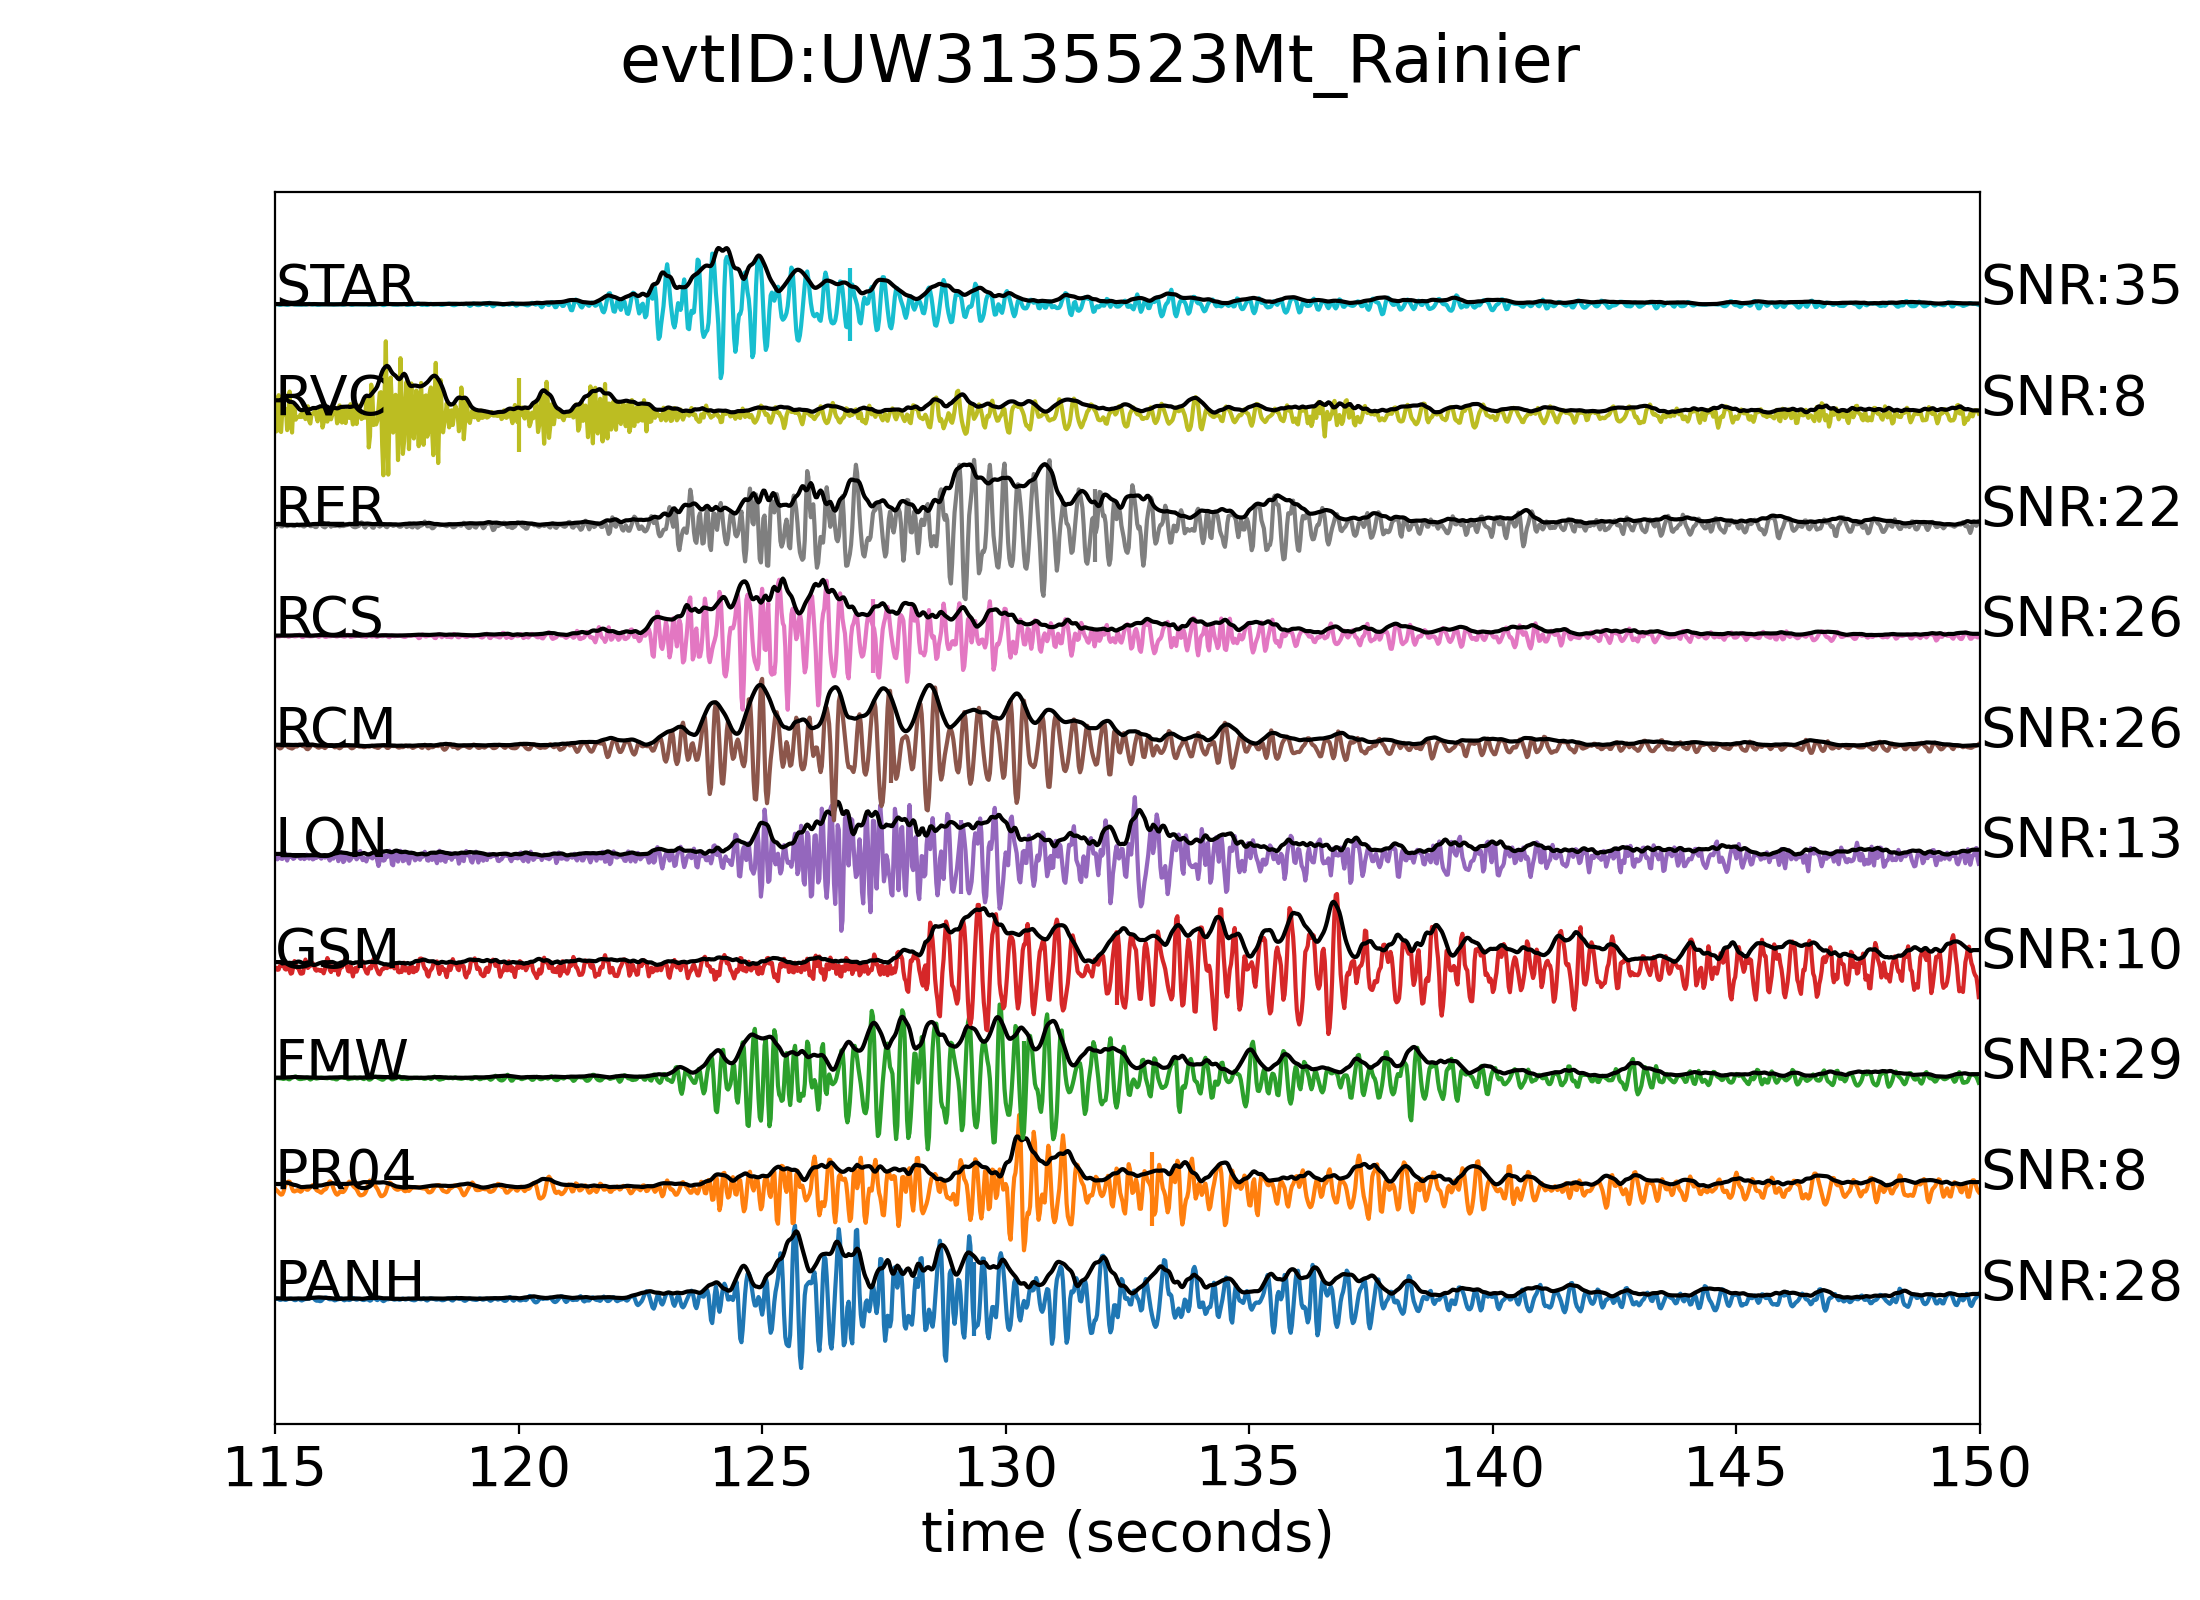 evtID:UW3135523Mt_Rainier
STAR SNR:35
RVC SNR:8
RER SNR:22
RCS SNR:26
RCM SNR:26
LON SNR:13
GSM SNR:10
FMW SNR:29
PR04 SNR:8
PANH SNR:28
115 120 125 130 135 140 145 150
time (seconds)